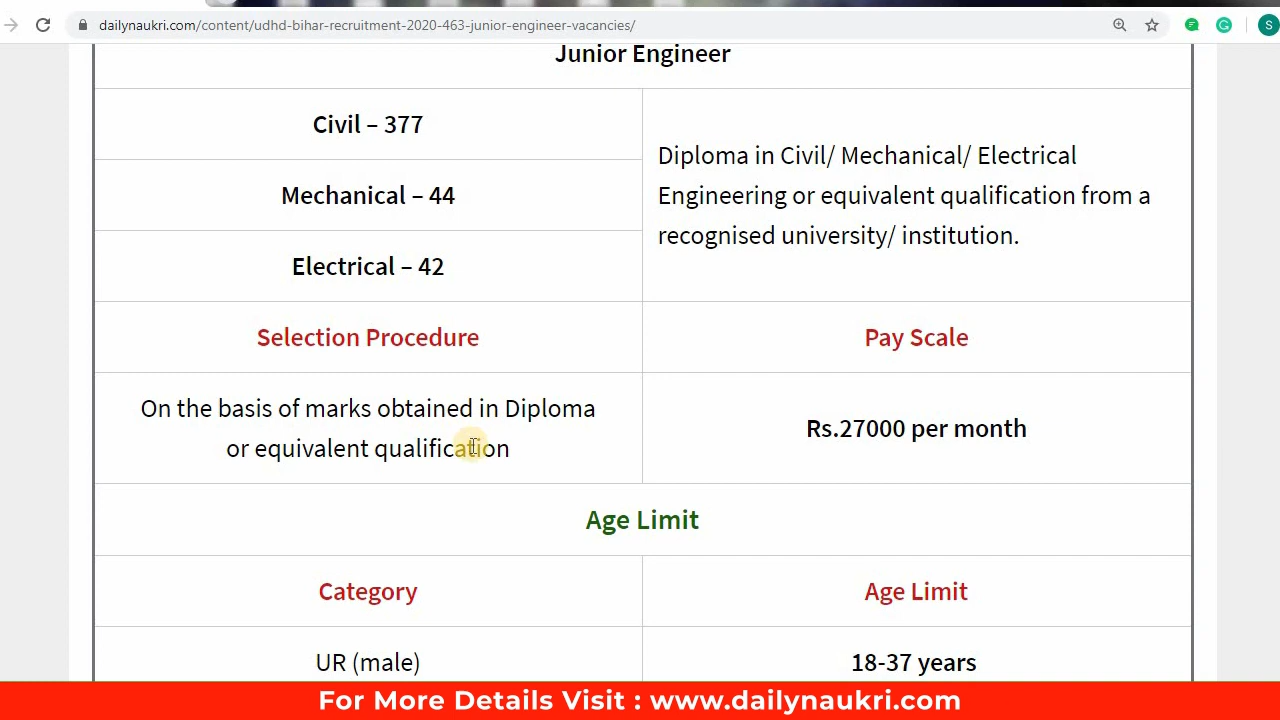 dailynaukri.com/content/udhd-bihar-recruitment-2020-463-junior-engineer-vacancies/
S
Junior Engineer
Civil – 377
Mechanical – 44
Electrical – 42
Diploma in Civil/ Mechanical/ Electrical
Engineering or equivalent qualification from a
recognised university/ institution.
Selection Procedure
Pay Scale
On the basis of marks obtained in Diploma
or equivalent qualification
Rs.27000 per month
Age Limit
Category
Age Limit
UR (male)
18-37 years
For More Details Visit : www.dailynaukri.com